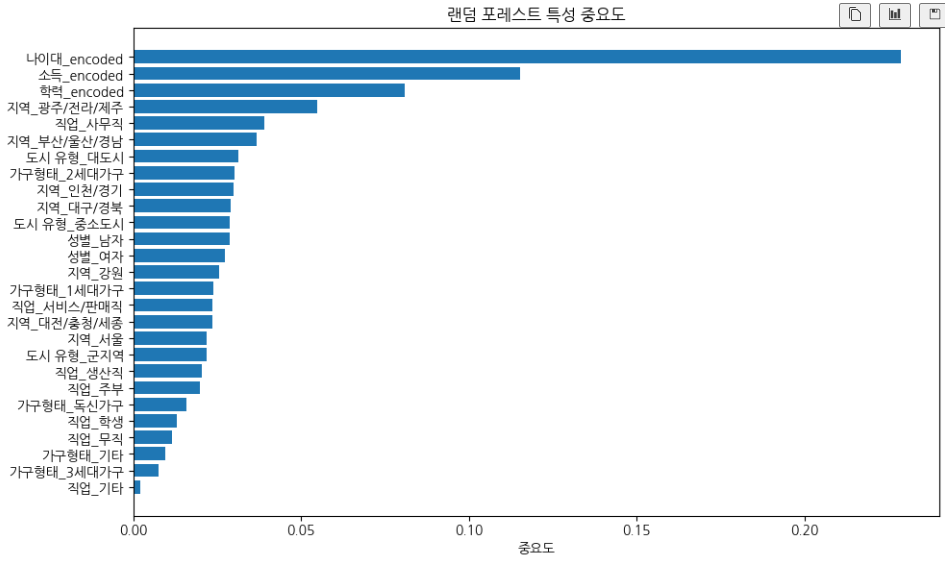 랜덤 포레스트 특성 중요도
나이대_encoded
소득_encoded
학력_encoded
지역_광주/전라/제주
직업_사무직
지역_부산/울산/경남
도시 유형_대도시
가구형태_2세대가구
지역_인천/경기
지역_대구/경북
도시 유형_중소도시
성별_남자
성별_여자
지역_강원
가구형태_1세대가구
직업_서비스/판매직
지역_대전/충청/세종
지역_서울
도시 유형_군지역
직업_생산직
직업_주부
가구형태_독신가구
직업_학생
직업_무직
가구형태_기타
가구형태_3세대가구
직업_기타
0.00 0.05 0.10 0.15 0.20
중요도